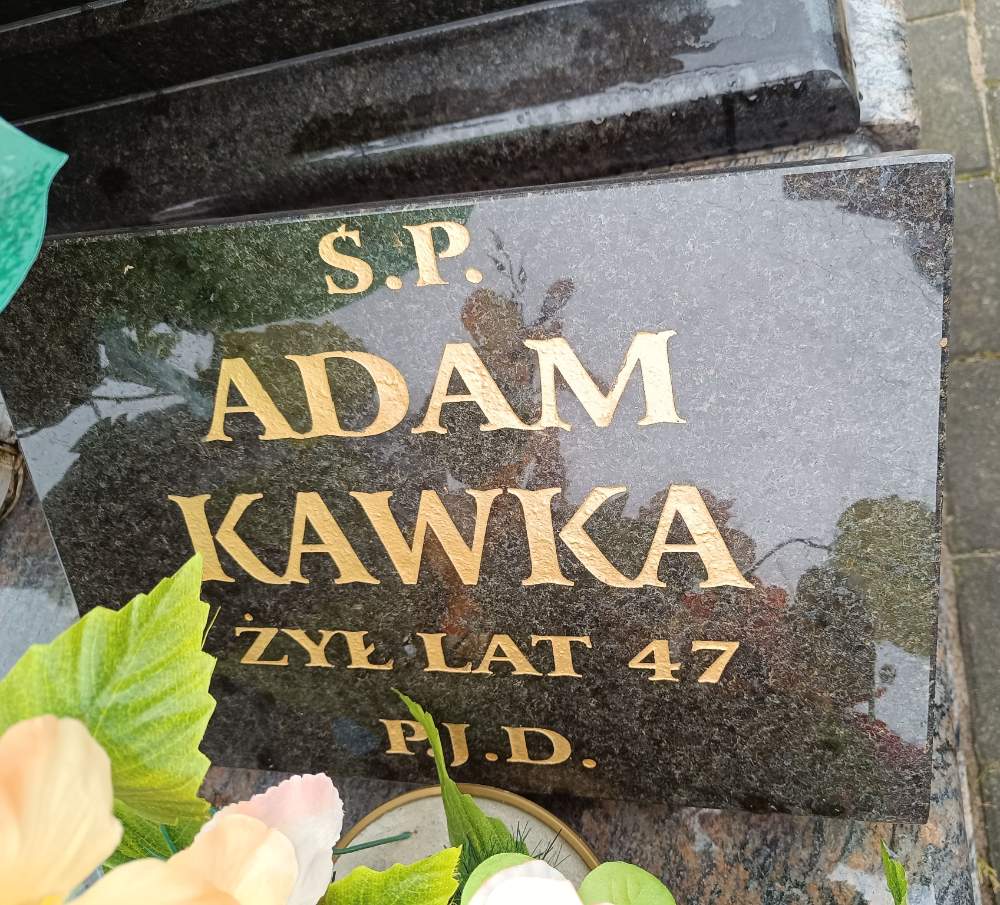 Ś.P.
ADAM
KAWKA
ŻYŁ LAT 47
P.J.D.